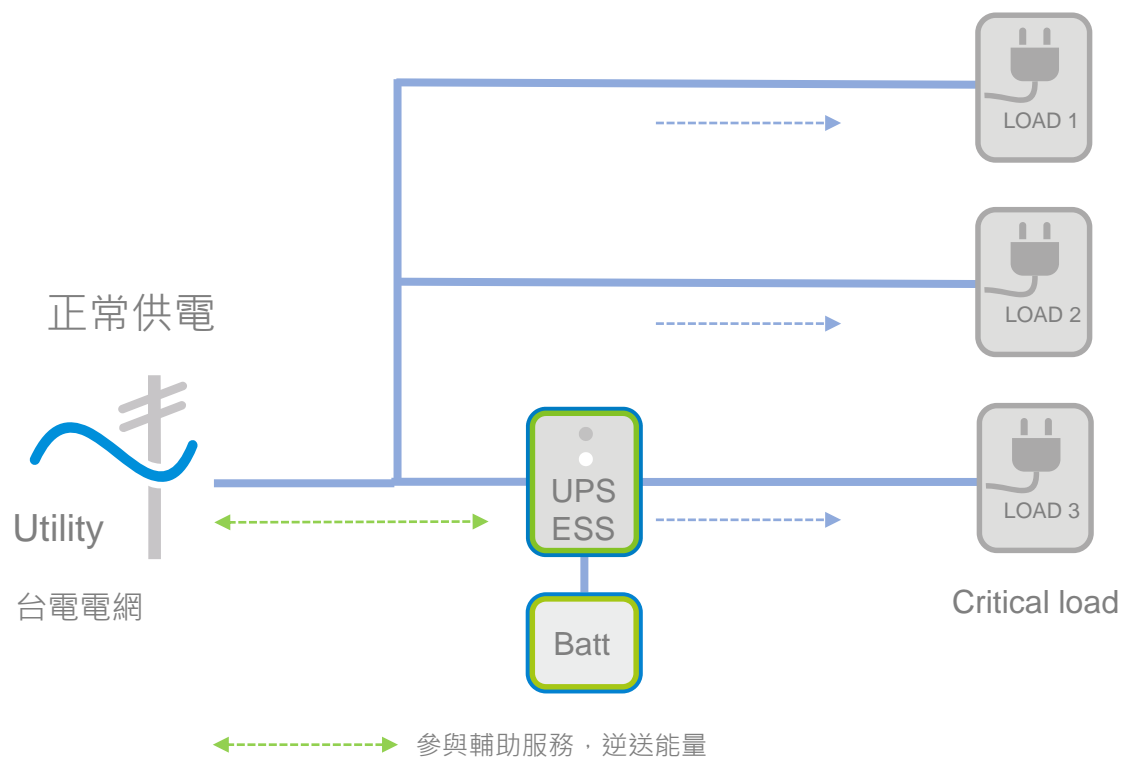 LOAD 1
LOAD 2
正常供電
UPS
ESS
LOAD 3
Utility
台電電網
Critical load
Batt
參與輔助服務，逆送能量